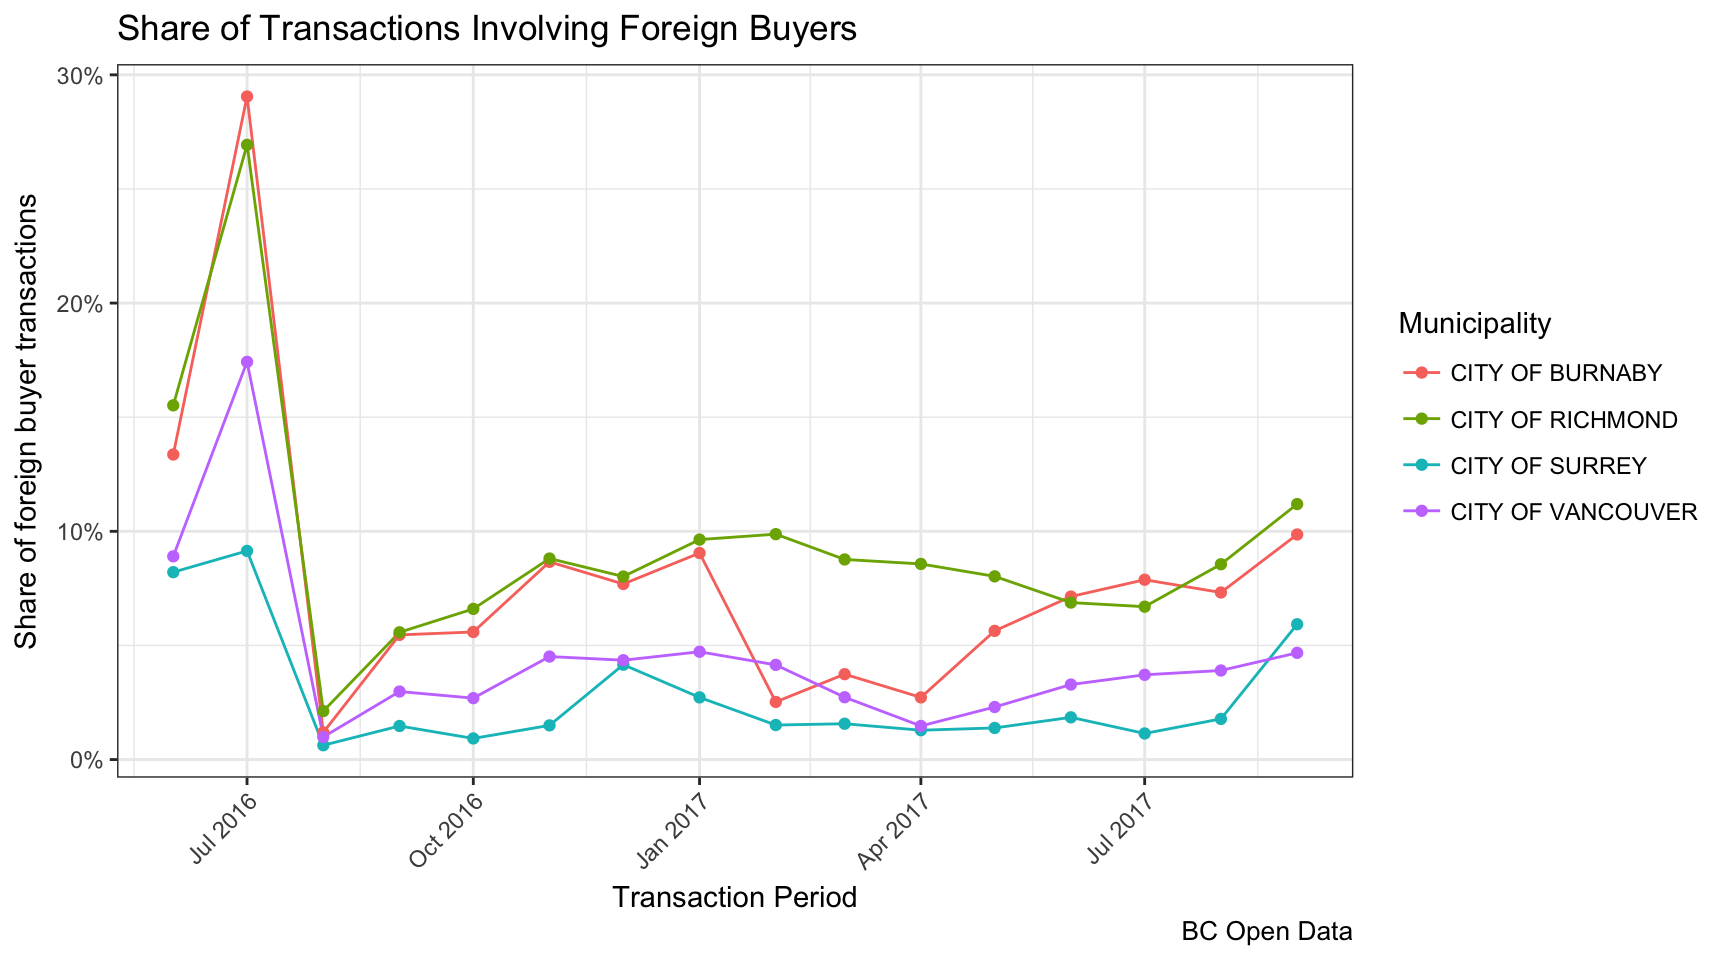 Share of Transactions Involving Foreign Buyers
Share of foreign buyer transactions
30%
20%
10%
0%
Jul 2016
Oct 2016
Jan 2017
Apr 2017
Jul 2017
Transaction Period
Municipality
CITY OF BURNABY
CITY OF RICHMOND
CITY OF SURREY
CITY OF VANCOUVER
BC Open Data